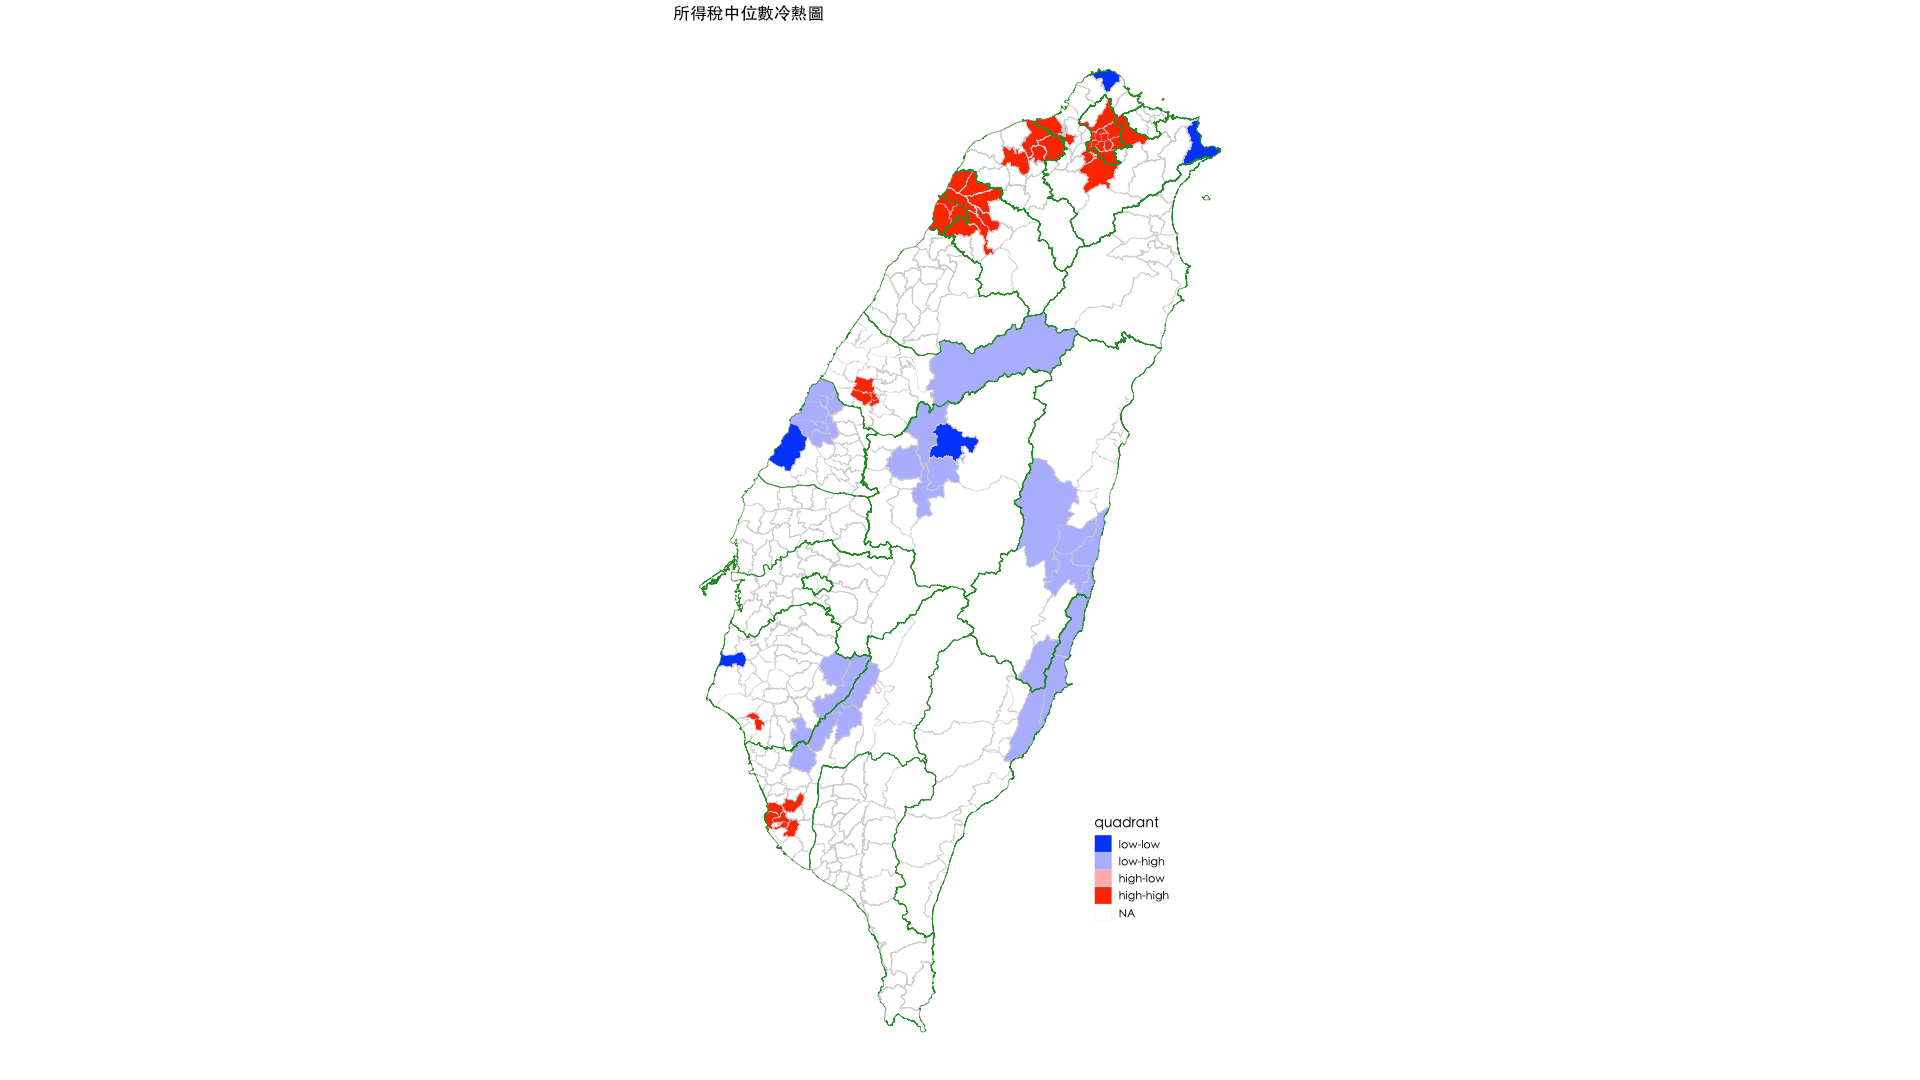 所得稅中位數冷熱圖
quadrant
low-low
low-high
high-low
high-high
NA